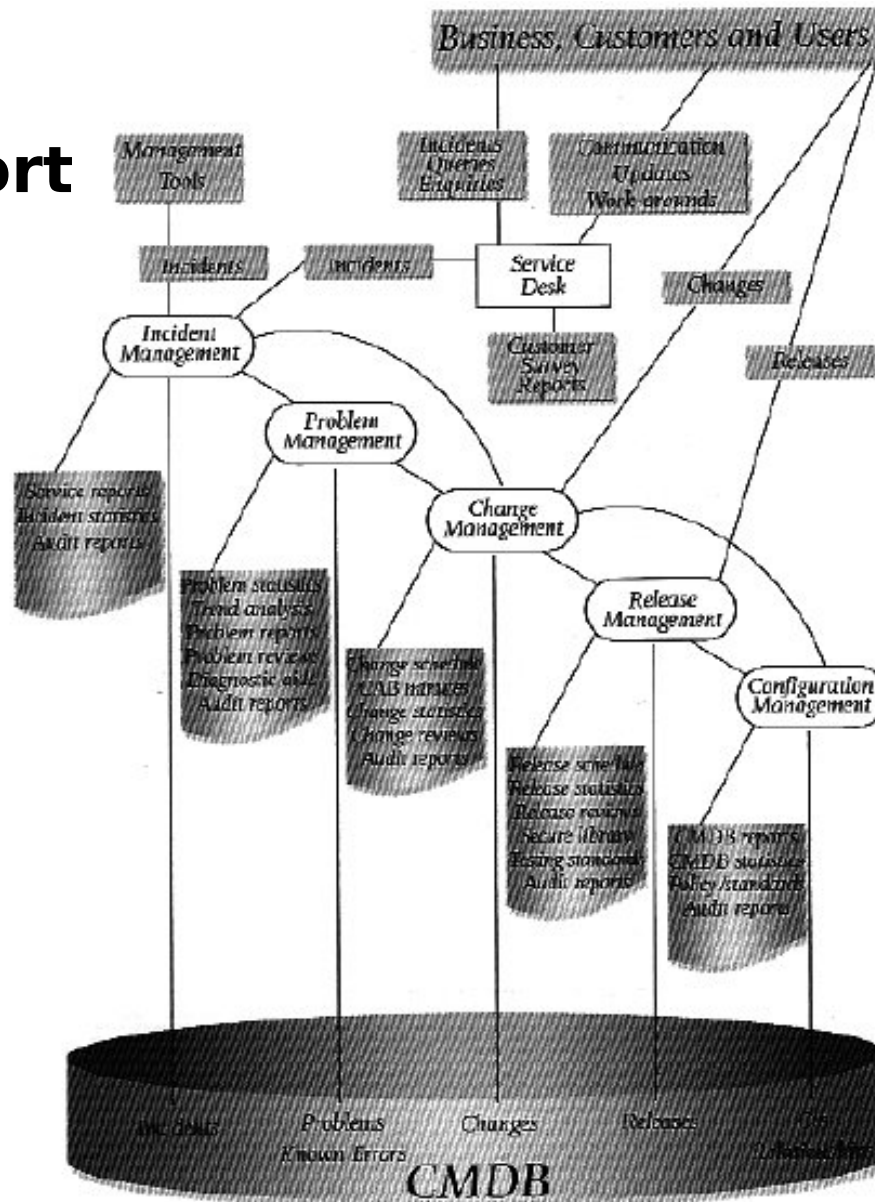 ort
Business, Customers and Users
Management
Tools
Incidents
Queries
Enquiries
Communication
Updates
Work-arounds
Incidents
Incidents
Service
Desk
Changes
Customer
Survey
Reports
Releases
Incident
Management
Problem
Management
Change
Management
Release
Management
Configuration
Management
Service reports
Incident statistics
Audit reports
Problem statistics
Trend analysis
Problem reports
Problem reviews
Diagnostic aids
Audit reports
Change schedule
CAB minutes
Change statistics
Change reviews
Audit reports
Release schedule
Release statistics
Release reviews
Secure library
Testing standards
Audit reports
CMDB reports
CMDB statistics
Policy/standards
Audit reports
Incidents
Problems
Known Errors
Changes
Releases
Relationships
CMDB